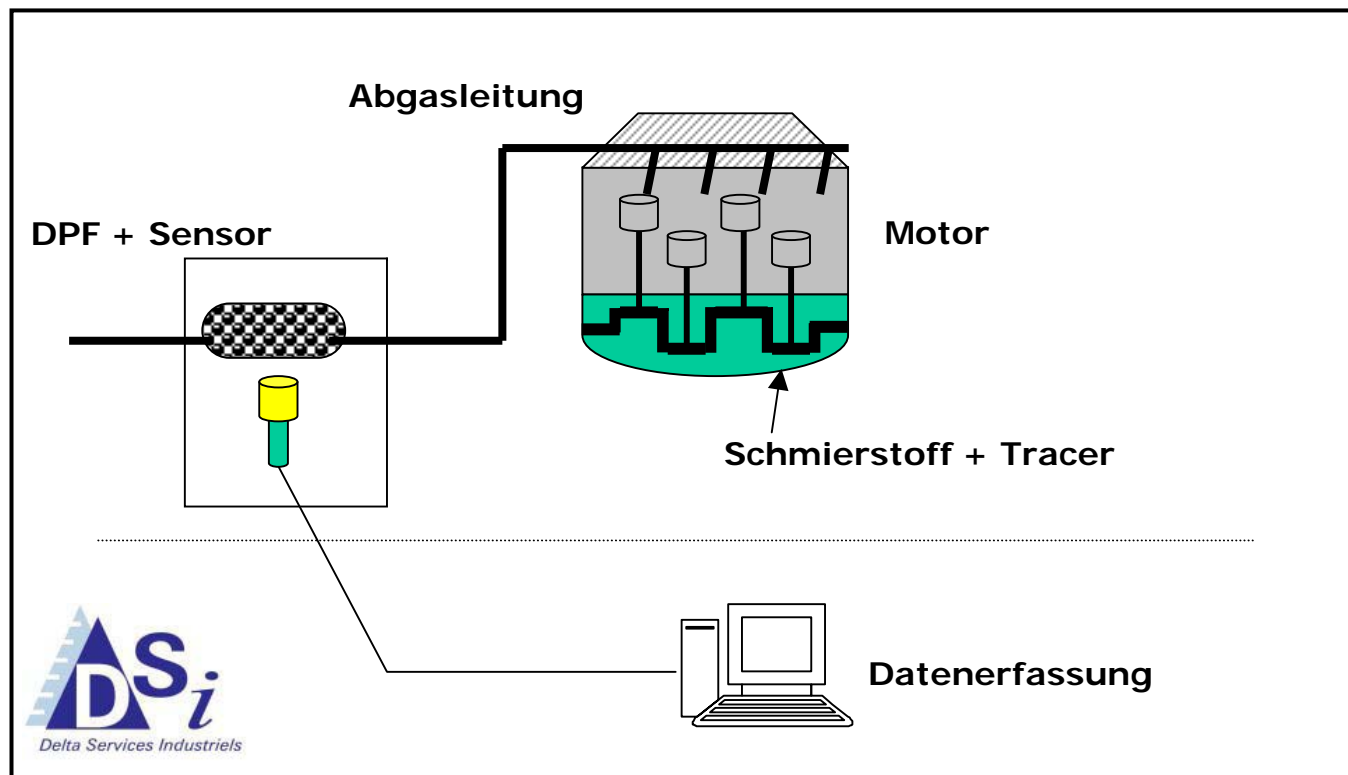 Abgasleitung
DPF + Sensor
Motor
Schmierstoff + Tracer
Datenerfassung
DSi
Delta Services Industriels